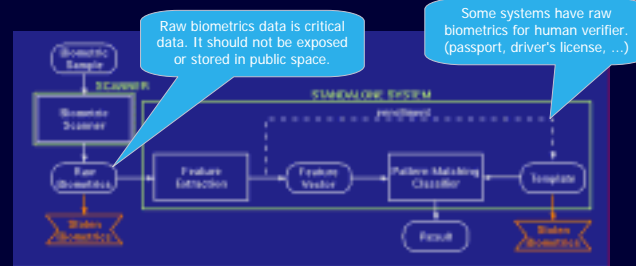 Raw biometrics data is critical
data. It should not be exposed
or stored in public space.
Some systems have raw
biometrics for human verifier.
(passport, driver's license, ...)
Biometric
Sample
SCANNER
STANDALONE SYSTEM
Biometric
Scanner
Raw
Biometrics
Feature
Extraction
Feature
Vector
Pattern Matching
Classifier
Template
Stolen
Biometrics
Result
Stolen
Biometrics